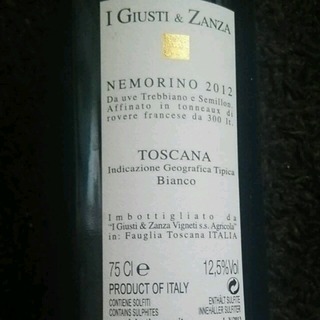 I GIUSTI & ZANZA
NEMORINO 2012
Da uve Trebbiano e Semillon.
Affinato in tonneaux di
rovere francese da 300 lt.
TOSCANA
Indicazione Geografica Tipica
Bianco
Imbottigliato da
"I Giusti & Zanza Vigneti s.s. Agricola"
in: Fauglia Toscana ITALIA
75 Cl e 12,5%Vol
PRODUCT OF ITALY
CONTIENE SOLFITI ENTHÄLT SULFITE
CONTAINS SULPHITES INNEHÅLLER SULFITER